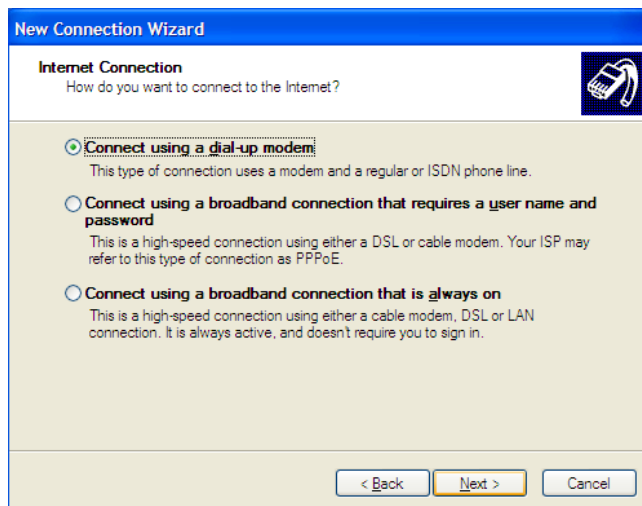 New Connection Wizard
Internet Connection
How do you want to connect to the Internet?
Connect using a dial-up modem
This type of connection uses a modem and a regular or ISDN phone line.
Connect using a broadband connection that requires a user name and
password
This is a high-speed connection using either a DSL or cable modem. Your ISP may
refer to this type of connection as PPPoE.
Connect using a broadband connection that is always on
This is a high-speed connection using either a cable modem, DSL or LAN
connection. It is always active, and doesn't require you to sign in.
< Back Next > Cancel